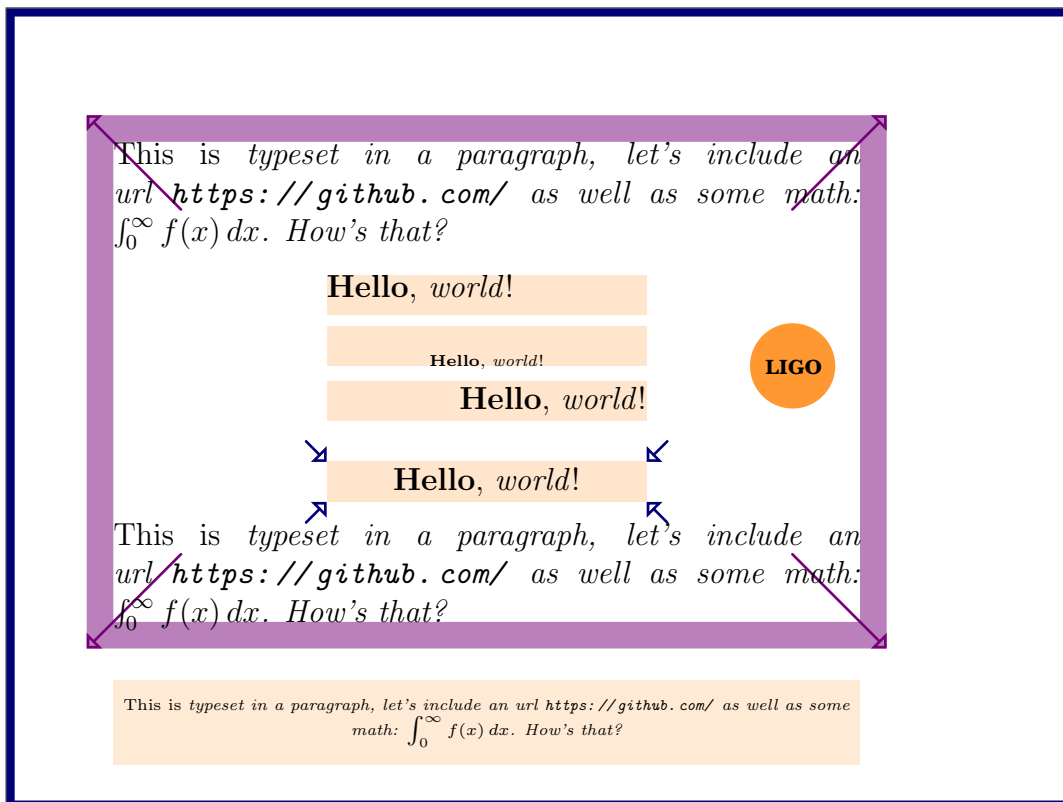 This is typeset in a paragraph, let's include an
url https://github.com/ as well as some math:
∫₀^∞ f(x) dx. How's that?
Hello, world!
Hello, world!
LIGO
Hello, world!
Hello, world!
This is typeset in a paragraph, let's include an
url https://github.com/ as well as some math:
∫₀^∞ f(x) dx. How's that?
This is typeset in a paragraph, let's include an url https://github.com/ as well as some
math: ∫₀^∞ f(x) dx. How's that?